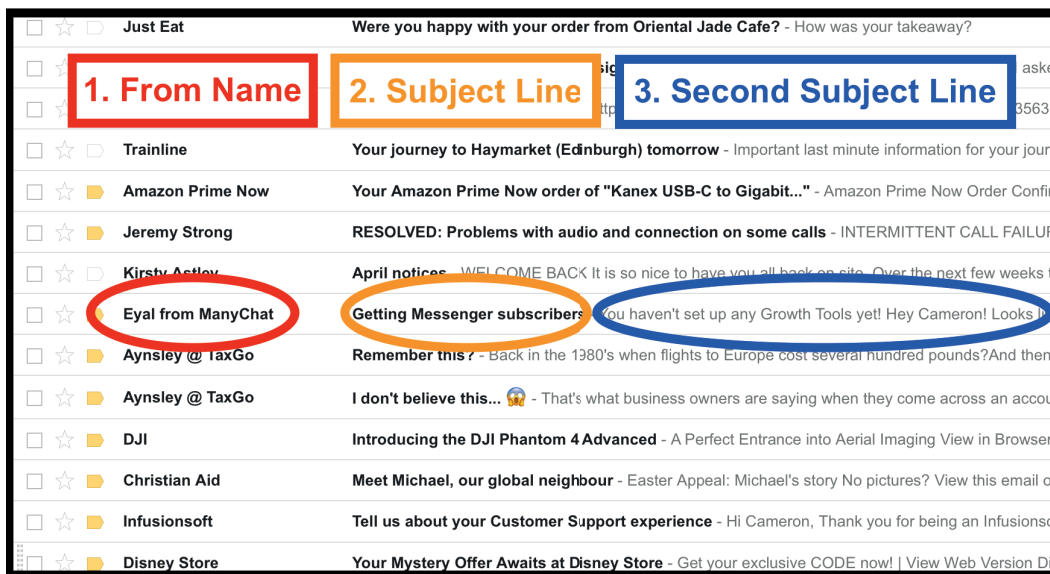 Just Eat Were you happy with your order from Oriental Jade Cafe? - How was your takeaway?
1. From Name 2. Subject Line 3. Second Subject Line
3563
Trainline Your journey to Haymarket (Edinburgh) tomorrow - Important last minute information for your jour
Amazon Prime Now Your Amazon Prime Now order of "Kanex USB-C to Gigabit..." - Amazon Prime Now Order Confi
Jeremy Strong RESOLVED: Problems with audio and connection on some calls - INTERMITTENT CALL FAILUR
Kirsty Astley April notices - WELCOME BACK It is so nice to have you all back on site. Over the next few weeks
Eyal from ManyChat Getting Messenger subscribers - You haven't set up any Growth Tools yet! Hey Cameron! Looks
Aynsley @ TaxGo Remember this? - Back in the 1980's when flights to Europe cost several hundred pounds?And then
Aynsley @ TaxGo I don't believe this... 😱 - That's what business owners are saying when they come across an accou
DJI Introducing the DJI Phantom 4 Advanced - A Perfect Entrance into Aerial Imaging View in Browser
Christian Aid Meet Michael, our global neighbour - Easter Appeal: Michael's story No pictures? View this email o
Infusionsoft Tell us about your Customer Support experience - Hi Cameron, Thank you for being an Infusionso
Disney Store Your Mystery Offer Awaits at Disney Store - Get your exclusive CODE now! | View Web Version Di